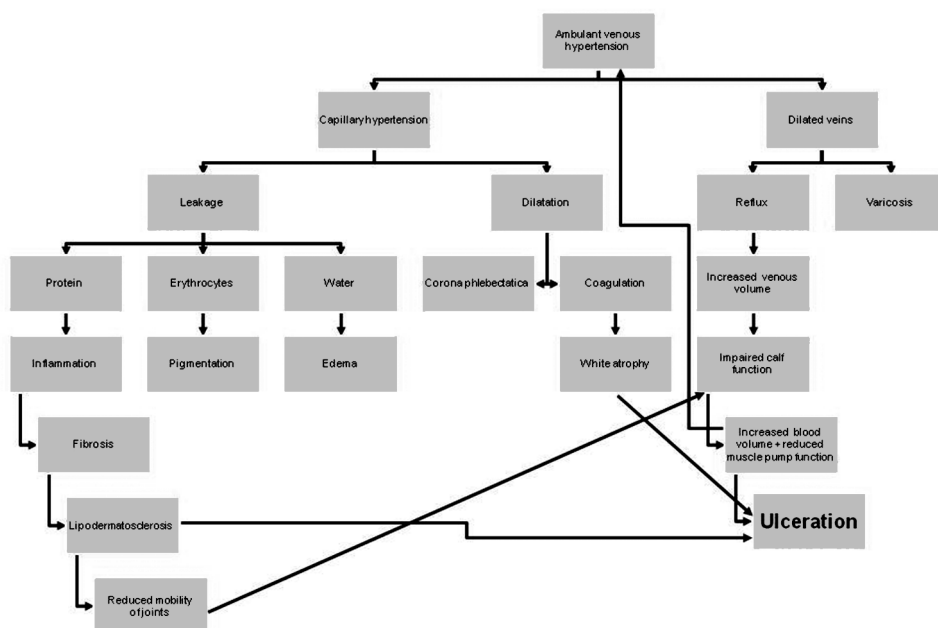 Ambulant venous
hypertension
Capillary hypertension
Dilated veins
Leakage
Dilatation
Reflux
Varicosis
Protein
Erythrocytes
Water
Corona phlebectatica
Coagulation
Increased venous
volume
Inflammation
Pigmentation
Edema
White atrophy
Impaired calf
function
Fibrosis
Increased blood
volume + reduced
muscle pump function
Lipodermatosclerosis
Ulceration
Reduced mobility
of joints